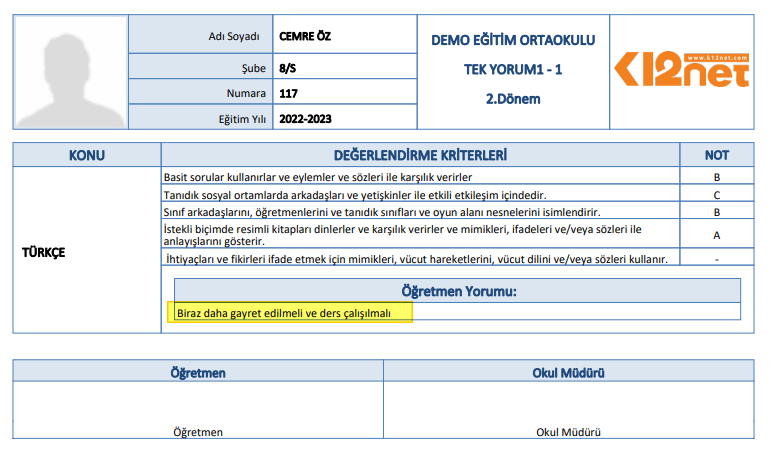 Adı Soyadı CEMRE ÖZ
Şube 8/S
Numara 117
Eğitim Yılı 2022-2023
DEMO EĞİTİM ORTAOKULU
TEK YORUM1 - 1
2.Dönem
www.k12net.com
K12net
KONU DEĞERLENDİRME KRİTERLERİ NOT
TÜRKÇE
Basit sorular kullanırlar ve eylemler ve sözleri ile karşılık verirler B
Tanıdık sosyal ortamlarda arkadaşları ve yetişkinler ile etkili etkileşim içindedir. C
Sınıf arkadaşlarını, öğretmenlerini ve tanıdık sınıfları ve oyun alanı nesnelerini isimlendirir. B
İstekli biçimde resimli kitapları dinlerler ve karşılık verirler ve mimikleri, ifadeleri ve/veya sözleri ile
anlayışlarını gösterir. A
İhtiyaçları ve fikirleri ifade etmek için mimikleri, vücut hareketlerini, vücut dilini ve/veya sözleri kullanır. -
Öğretmen Yorumu:
Biraz daha gayret edilmeli ve ders çalışılmalı
Öğretmen Okul Müdürü
Öğretmen Okul Müdürü